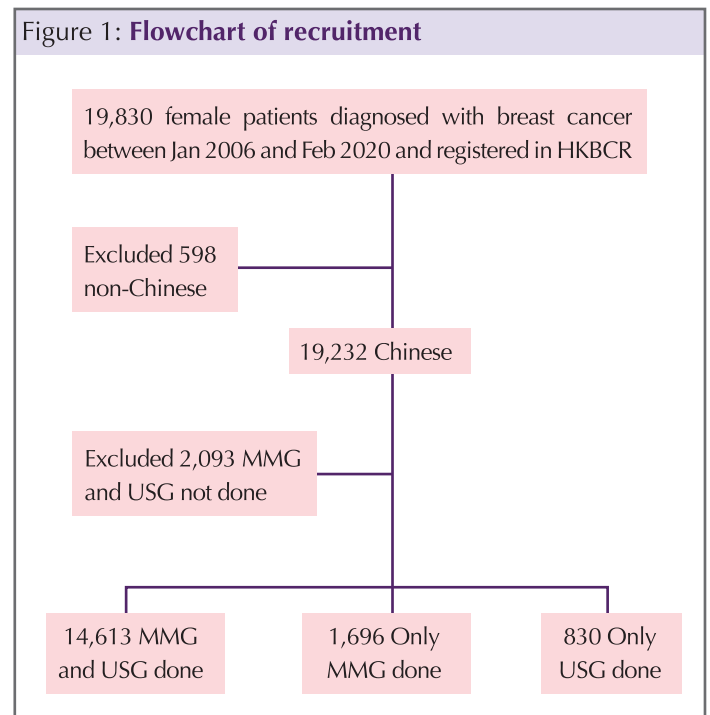 Figure 1: Flowchart of recruitment
19,830 female patients diagnosed with breast cancer
between Jan 2006 and Feb 2020 and registered in HKBCR
Excluded 598
non-Chinese
19,232 Chinese
Excluded 2,093 MMG
and USG not done
14,613 MMG
and USG done
1,696 Only
MMG done
830 Only
USG done